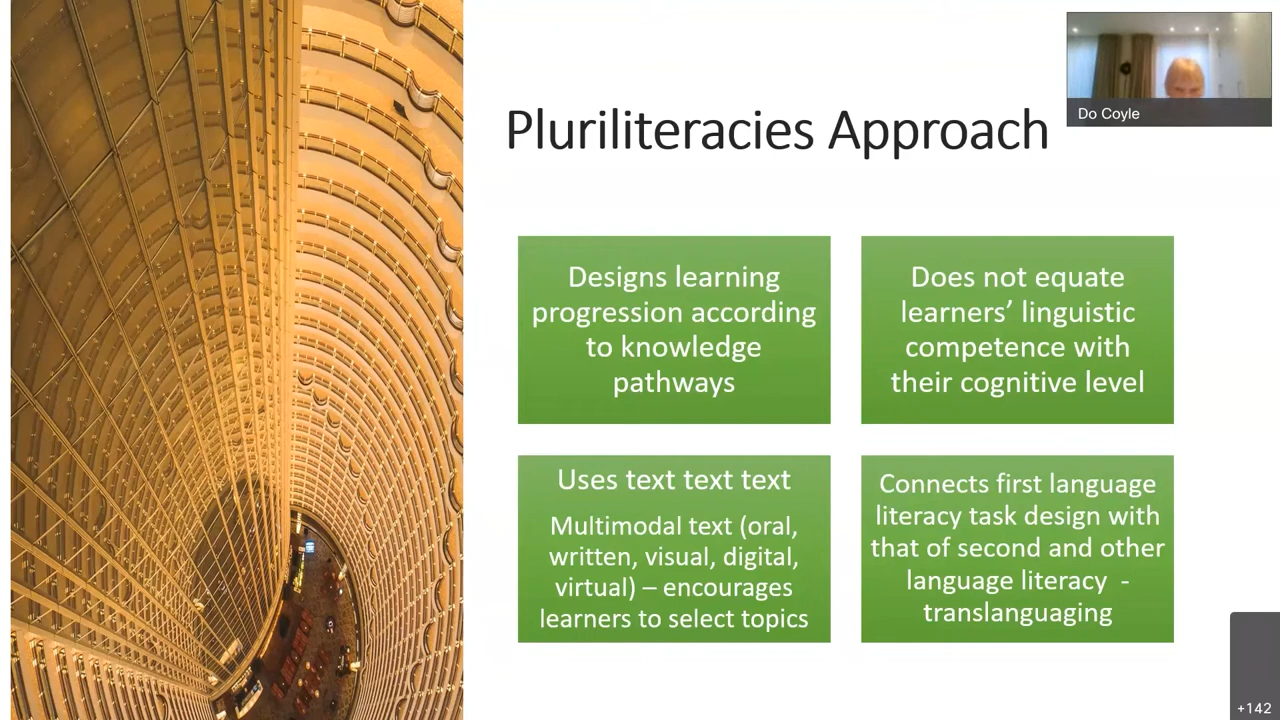 Pluriliteracies Approach
Do Coyle
Designs learning
progression according
to knowledge
pathways
Does not equate
learners’ linguistic
competence with
their cognitive level
Uses text text text
Multimodal text (oral,
written, visual, digital,
virtual) – encourages
learners to select topics
Connects first language
literacy task design with
that of second and other
language literacy  -
translanguaging
+142